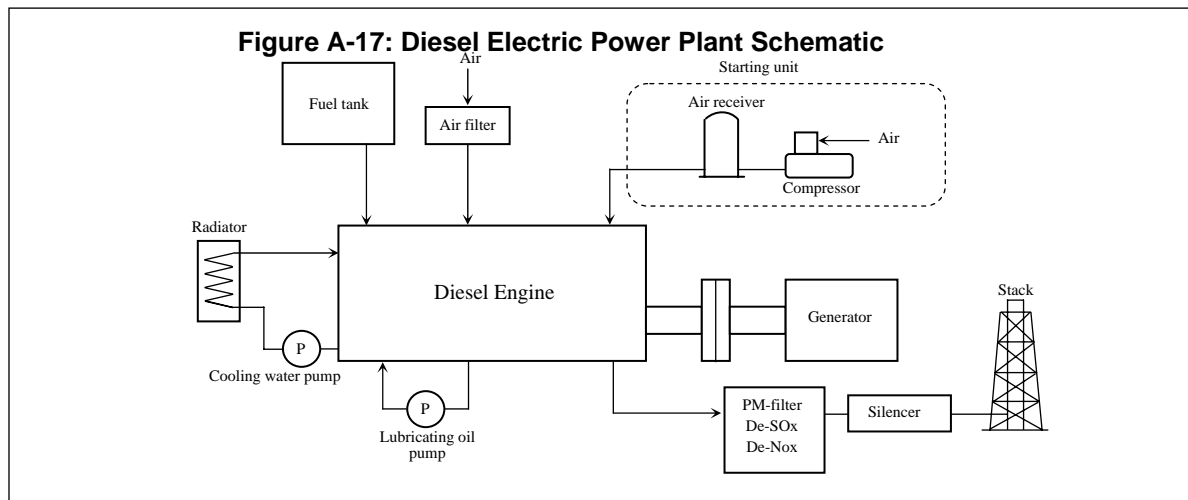 Figure A-17: Diesel Electric Power Plant Schematic
Air
Starting unit
Fuel tank
Air filter
Air receiver
Air
Compressor
Radiator
Diesel Engine
Generator
Stack
P
Cooling water pump
P
Lubricating oil
pump
PM-filter
De-SOx
De-Nox
Silencer